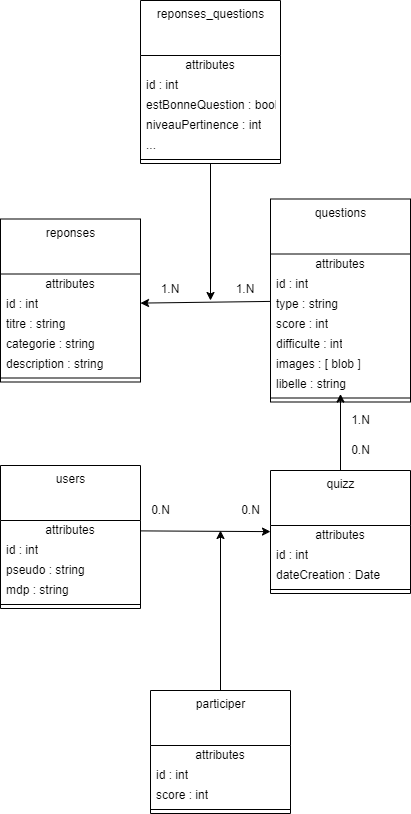 reponses_questions
attributes
id : int
estBonneQuestion : bool
niveauPertinence : int
...
reponses
attributes
id : int
titre : string
categorie : string
description : string
1.N
1.N
questions
attributes
id : int
type : string
score : int
difficulte : int
images : [ blob ]
libelle : string
1.N
0.N
users
attributes
id : int
pseudo : string
mdp : string
0.N
0.N
quizz
attributes
id : int
dateCreation : Date
participer
attributes
id : int
score : int